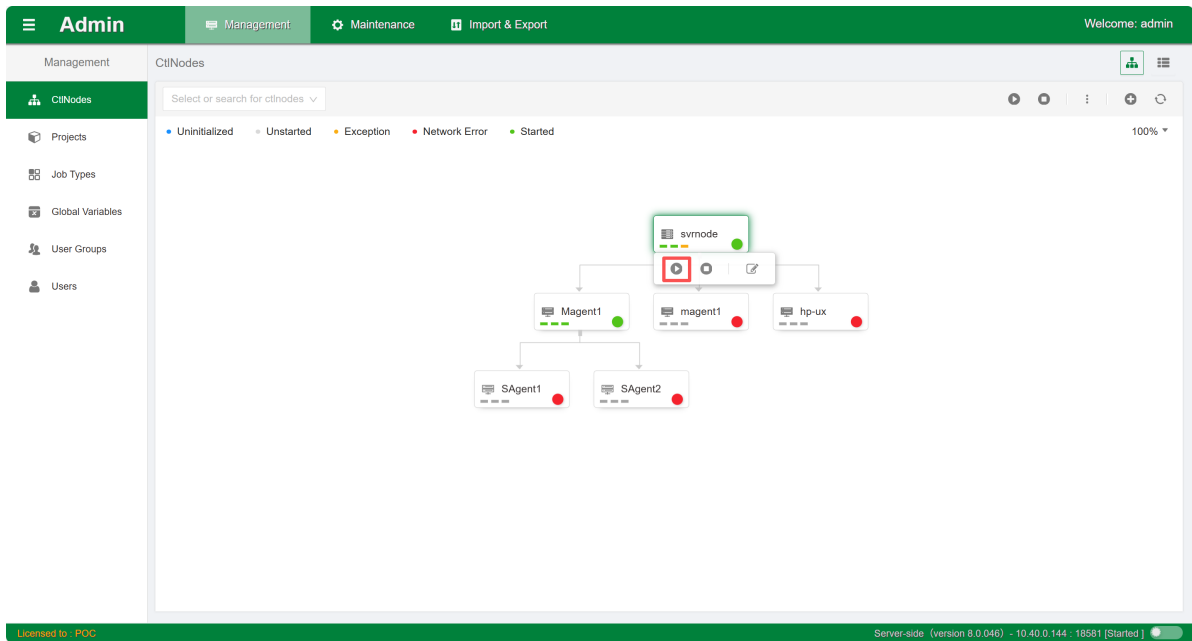 Admin
Management
Maintenance
Import & Export
Welcome: admin
Management
CtlNodes
Projects
Job Types
Global Variables
User Groups
Users
CtlNodes
Select or search for ctlnodes
Uninitialized
Unstarted
Exception
Network Error
Started
100%
svrnode
Magent1
magent1
hp-ux
SAgent1
SAgent2
Licensed to : POC
Server-side（version 8.0.046）- 10.40.0.144 : 18581 [Started ]